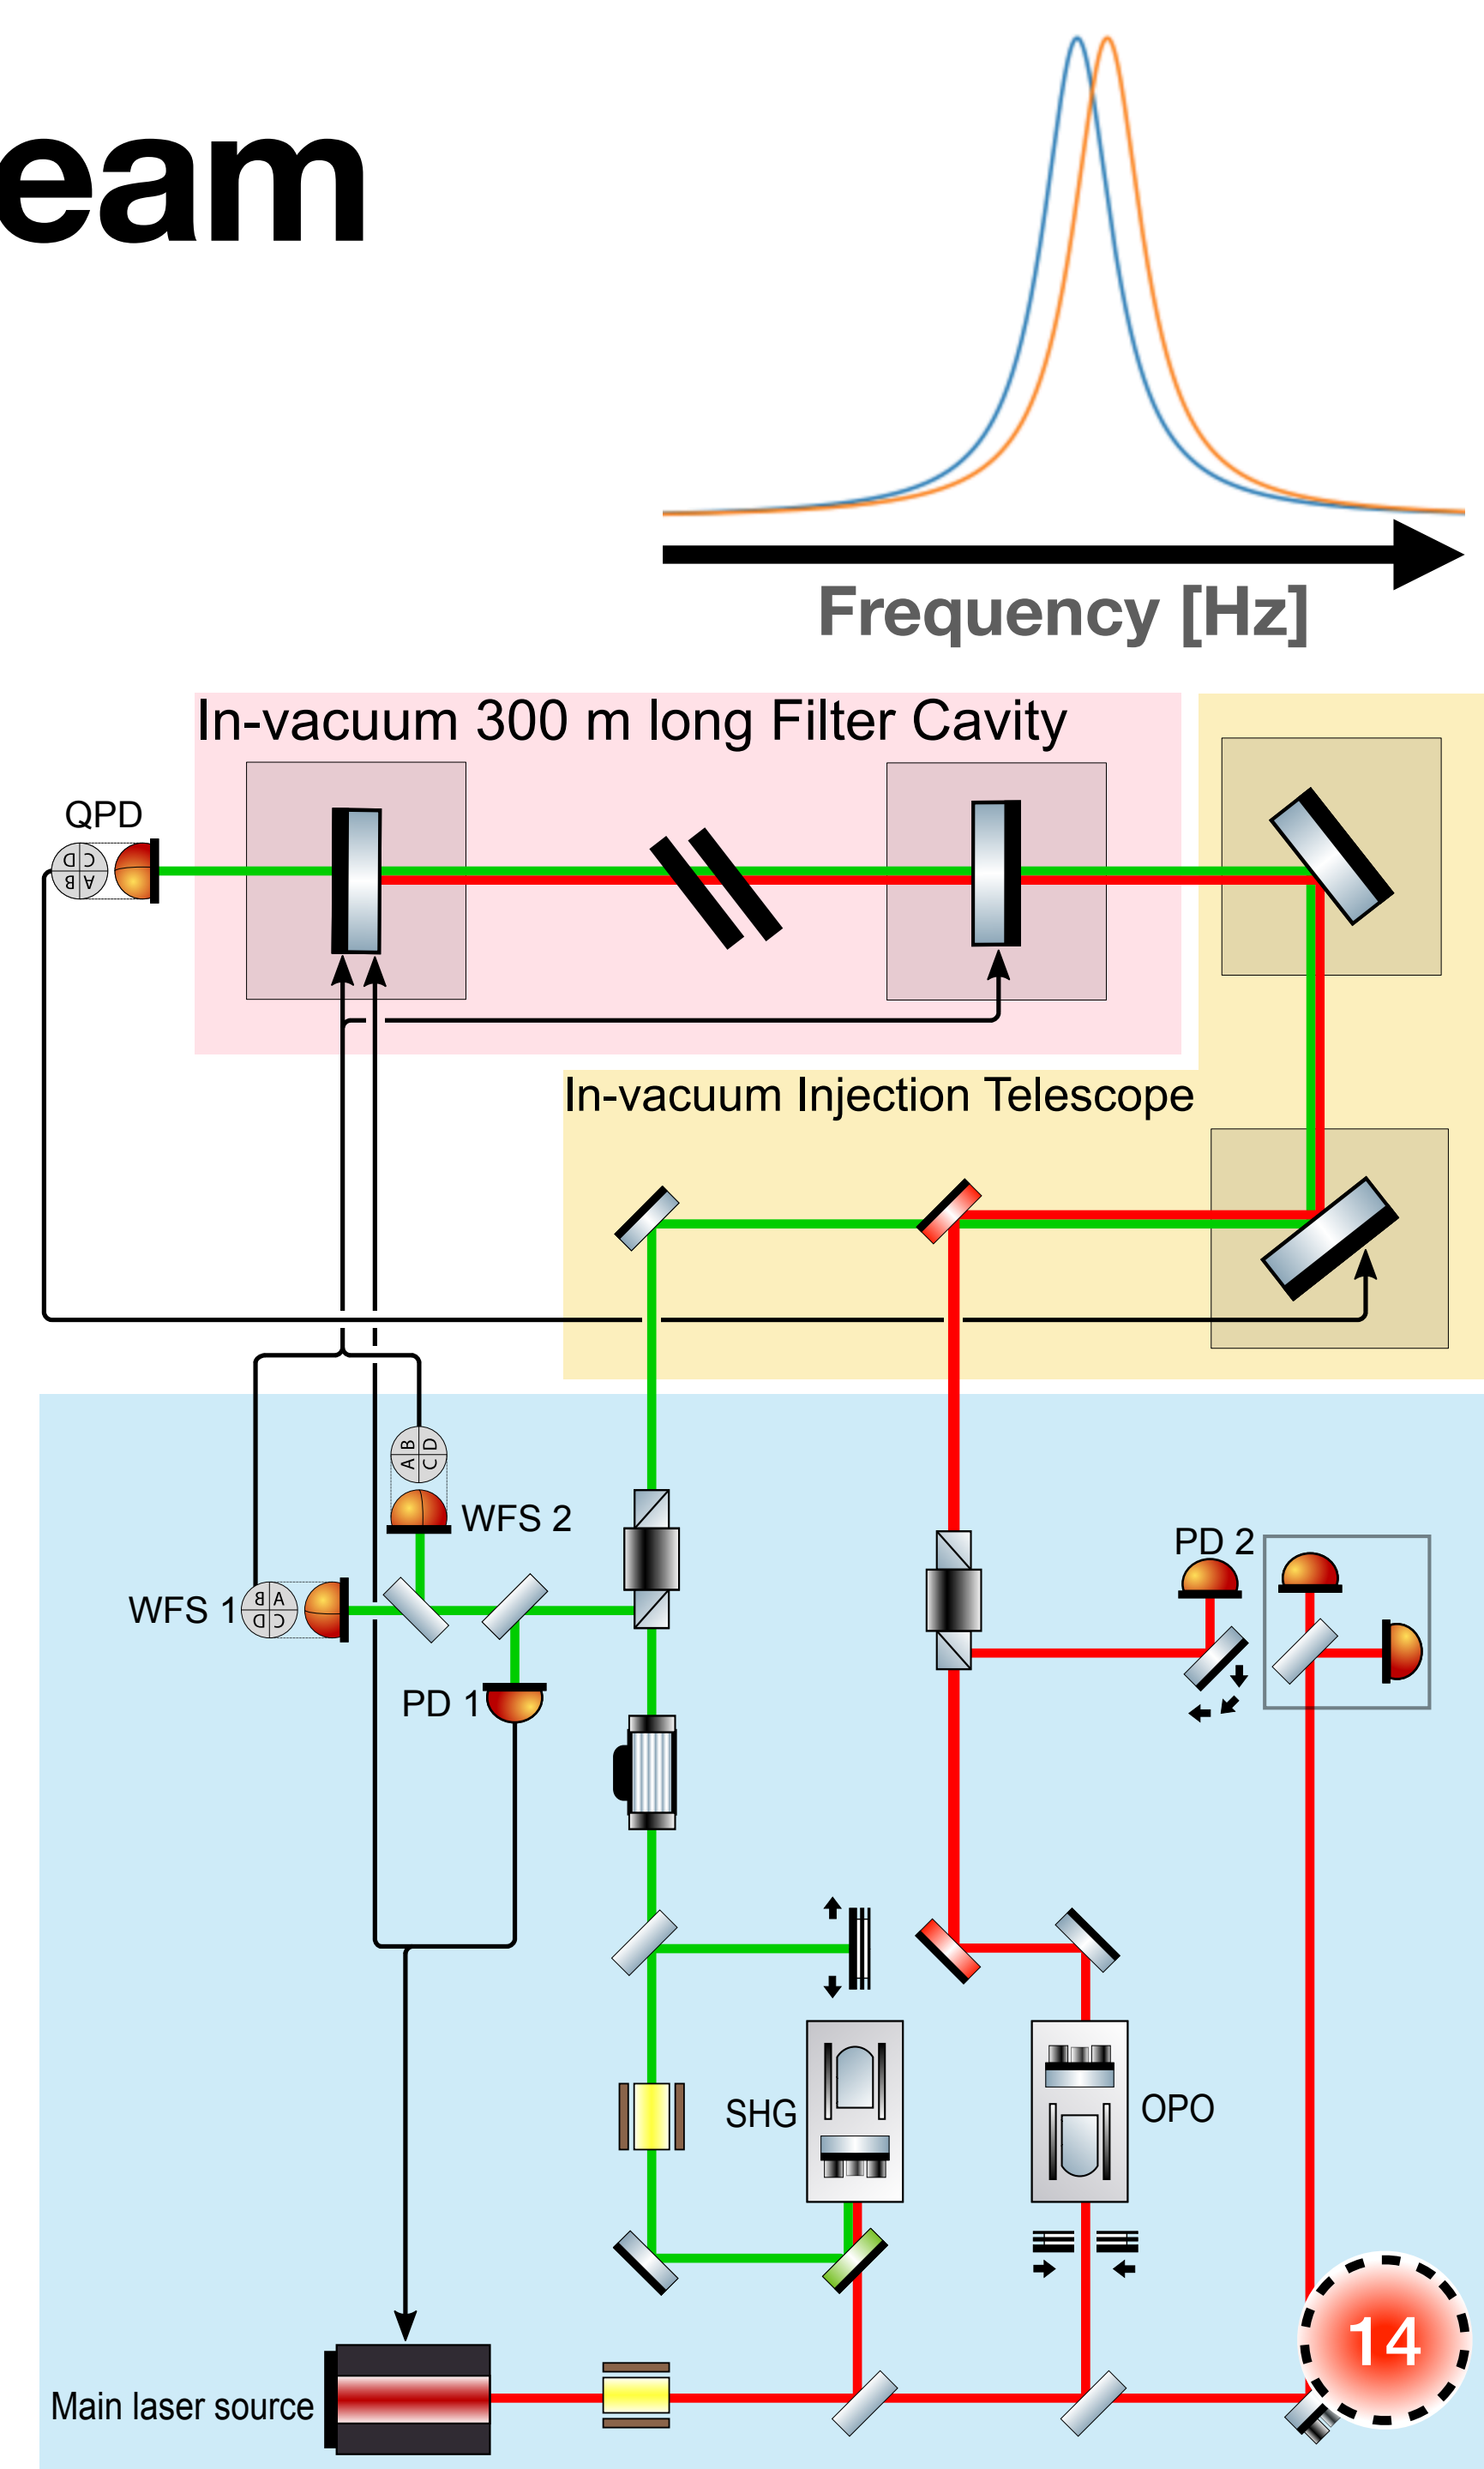 eam
Frequency [Hz]
In-vacuum 300 m long Filter Cavity
QPD
C D
A B
In-vacuum Injection Telescope
A B
C D
WFS 2
PD 2
WFS 1
A B
C D
PD 1
SHG
OPO
14
Main laser source